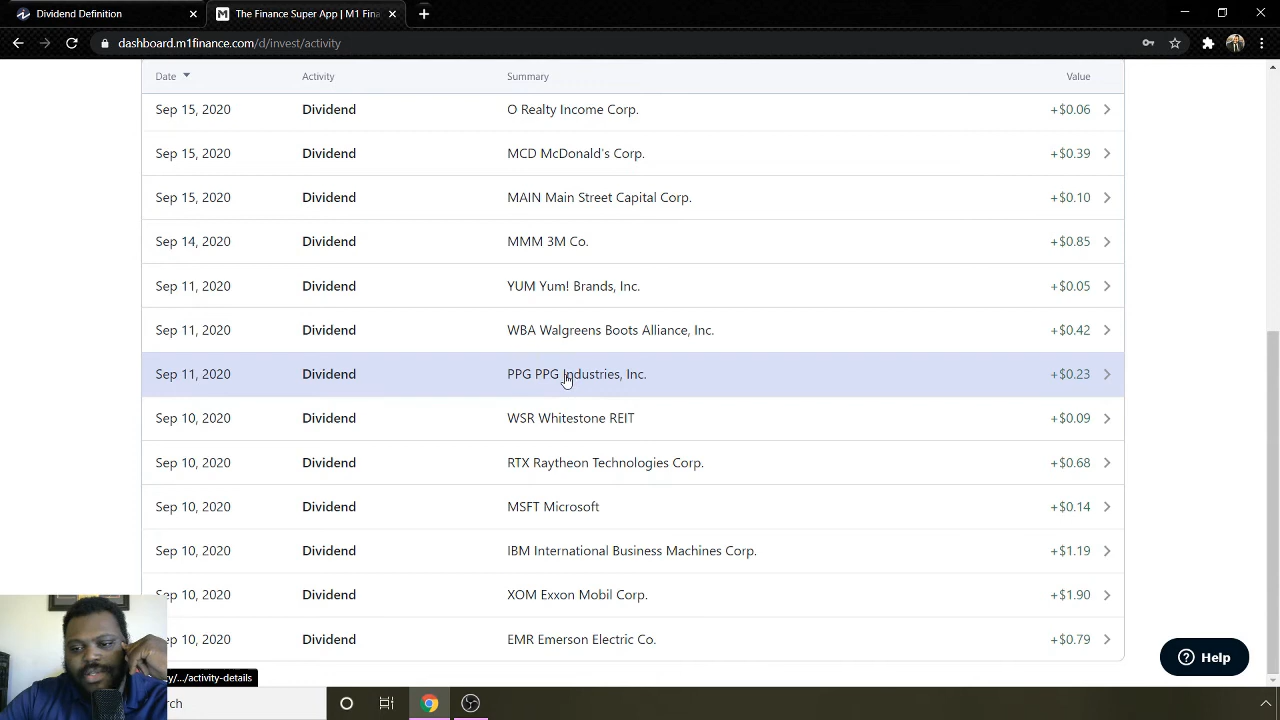 Dividend Definition
The Finance Super App | M1 Fina
dashboard.m1finance.com/d/invest/activity
Date Activity Summary Value
Sep 15, 2020 Dividend O Realty Income Corp. +$0.06
Sep 15, 2020 Dividend MCD McDonald's Corp. +$0.39
Sep 15, 2020 Dividend MAIN Main Street Capital Corp. +$0.10
Sep 14, 2020 Dividend MMM 3M Co. +$0.85
Sep 11, 2020 Dividend YUM Yum! Brands, Inc. +$0.05
Sep 11, 2020 Dividend WBA Walgreens Boots Alliance, Inc. +$0.42
Sep 11, 2020 Dividend PPG PPG Industries, Inc. +$0.23
Sep 10, 2020 Dividend WSR Whitestone REIT +$0.09
Sep 10, 2020 Dividend RTX Raytheon Technologies Corp. +$0.68
Sep 10, 2020 Dividend MSFT Microsoft +$0.14
Sep 10, 2020 Dividend IBM International Business Machines Corp. +$1.19
10, 2020 Dividend XOM Exxon Mobil Corp. +$1.90
10, 2020 Dividend EMR Emerson Electric Co. +$0.79
Help
y/.../activity-details
rch